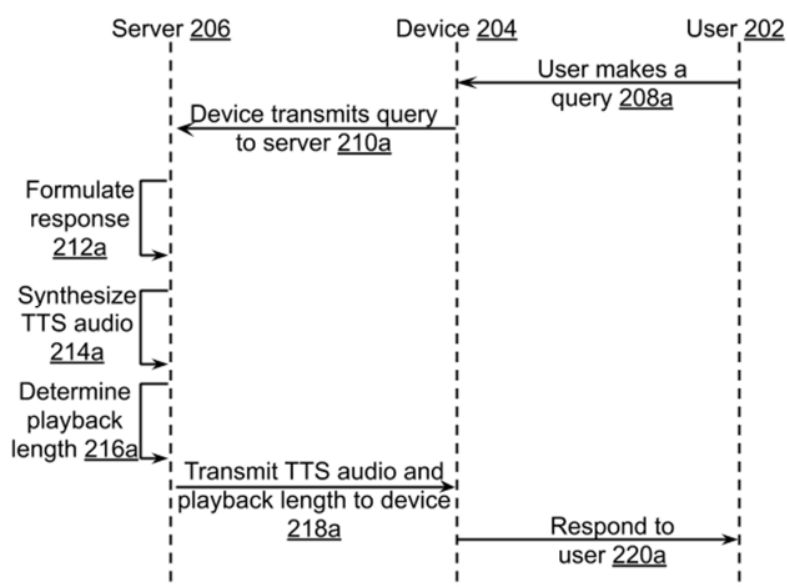 Server 206
Device 204
User 202
User makes a
query 208a
Device transmits query
to server 210a
Formulate
response
212a
Synthesize
TTS audio
214a
Determine
playback
length 216a
Transmit TTS audio and
playback length to device
218a
Respond to
user 220a